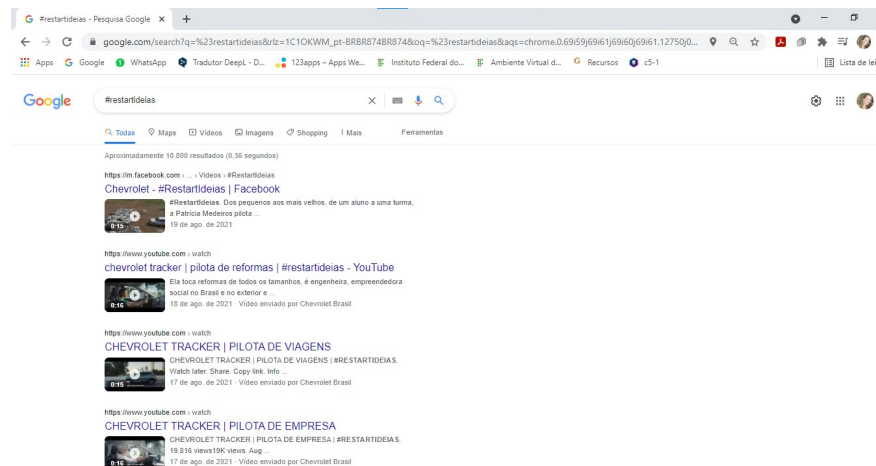 #restartideias - Pesquisa Google
google.com/search?q=%23restartideias&rlz=1C1OKWM_pt-BRBR874BR874&oq=%23restartideias&aqs=chrome.0.69i59j69i61j69i60j69i61.12750j0...
Apps Google WhatsApp Tradutor DeepL - D... 123apps – Apps We... Instituto Federal do... Ambiente Virtual d... Recursos c5-1 Lista de lei
Google #restartideias
Todas Maps Vídeos Imagens Shopping Mais Ferramentas
Aproximadamente 10.800 resultados (0,36 segundos)
https://m.facebook.com › ... › Videos › #RestartIdeias
Chevrolet - #RestartIdeias | Facebook
#RestartIdeias. Dos pequenos aos mais velhos, de um aluno a uma turma,
a Patrícia Medeiros pilota ...
0:15 19 de ago. de 2021
https://www.youtube.com › watch
chevrolet tracker | pilota de reformas | #restartideias - YouTube
Ela toca reformas de todos os tamanhos, é engenheira, empreendedora
social no Brasil e no exterior e ...
0:16 18 de ago. de 2021 · Vídeo enviado por Chevrolet Brasil
https://www.youtube.com › watch
CHEVROLET TRACKER | PILOTA DE VIAGENS
CHEVROLET TRACKER | PILOTA DE VIAGENS | #RESTARTIDEIAS.
Watch later. Share. Copy link. Info ...
0:15 17 de ago. de 2021 · Vídeo enviado por Chevrolet Brasil
https://www.youtube.com › watch
CHEVROLET TRACKER | PILOTA DE EMPRESA
CHEVROLET TRACKER | PILOTA DE EMPRESA | #RESTARTIDEIAS.
19,816 views19K views. Aug ...
0:16 17 de ago. de 2021 · Vídeo enviado por Chevrolet Brasil